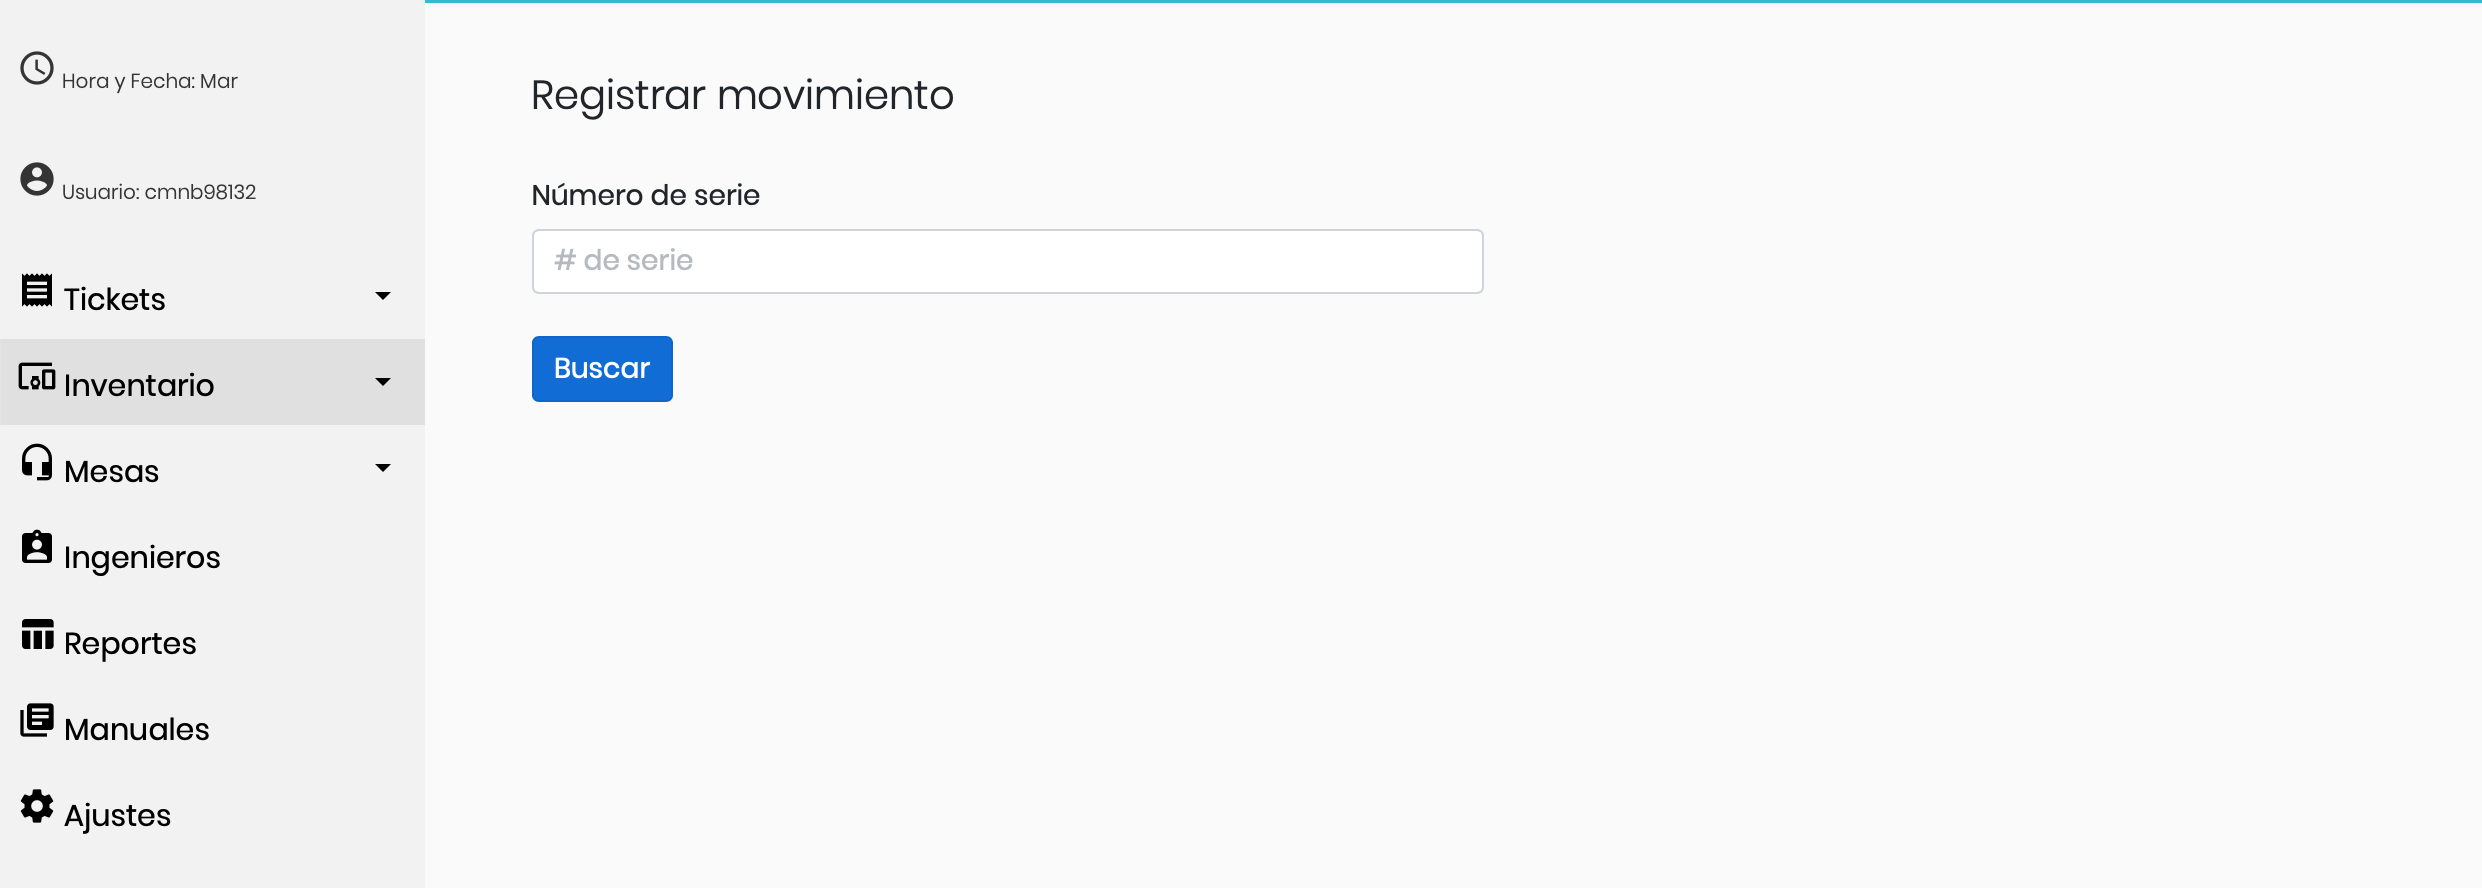 Hora y Fecha: Mar
Usuario: cmnb98132
Tickets
Inventario
Mesas
Ingenieros
Reportes
Manuales
Ajustes
Registrar movimiento
Número de serie
# de serie
Buscar